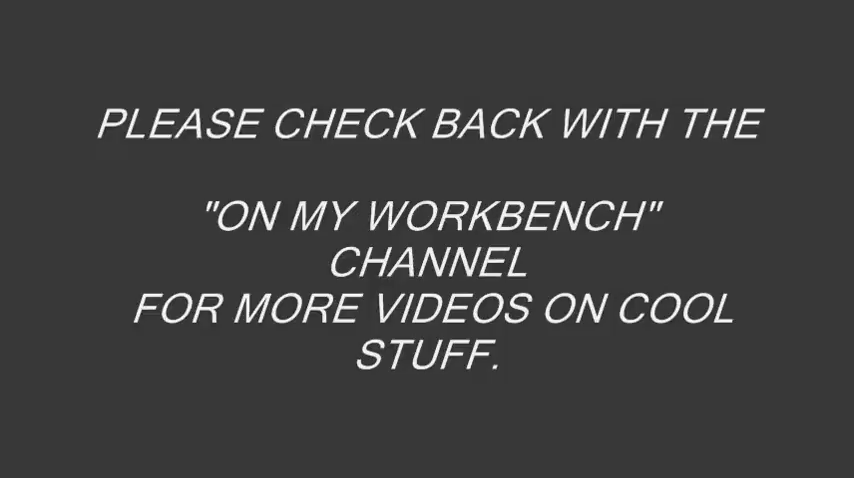 PLEASE CHECK BACK WITH THE
"ON MY WORKBENCH"
CHANNEL
FOR MORE VIDEOS ON COOL
STUFF.